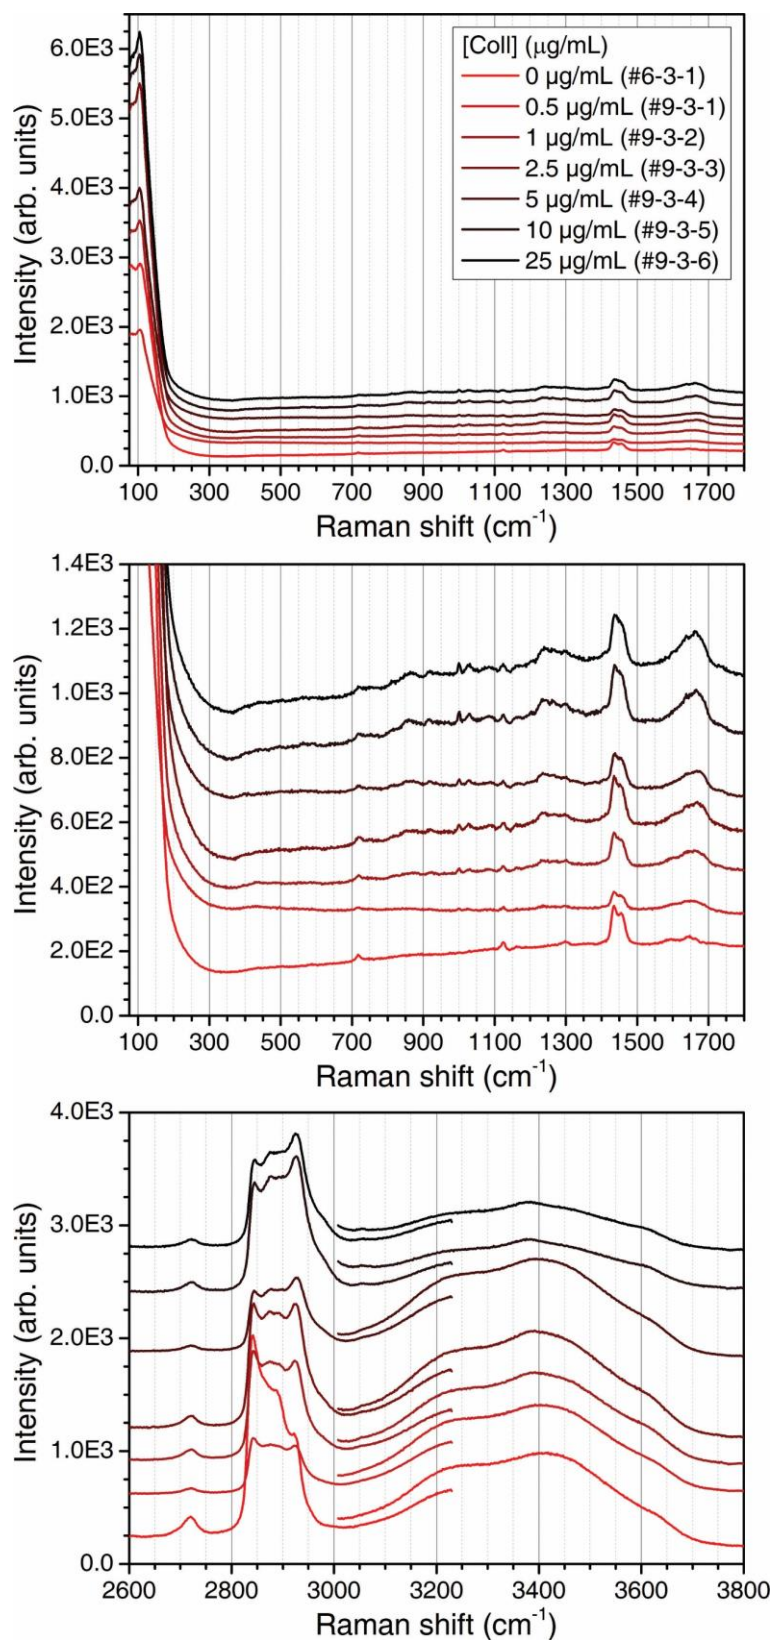 6.0E3
5.0E3
4.0E3
3.0E3
2.0E3
1.0E3
0.0
Intensity (arb. units)
[Coll] (μg/mL)
0 μg/mL (#6-3-1)
0.5 μg/mL (#9-3-1)
1 μg/mL (#9-3-2)
2.5 μg/mL (#9-3-3)
5 μg/mL (#9-3-4)
10 μg/mL (#9-3-5)
25 μg/mL (#9-3-6)
100 300 500 700 900 1100 1300 1500 1700
Raman shift (cm⁻¹)
1.4E3
1.2E3
1.0E3
8.0E2
6.0E2
4.0E2
2.0E2
0.0
Intensity (arb. units)
100 300 500 700 900 1100 1300 1500 1700
Raman shift (cm⁻¹)
4.0E3
3.0E3
2.0E3
1.0E3
0.0
Intensity (arb. units)
2600 2800 3000 3200 3400 3600 3800
Raman shift (cm⁻¹)